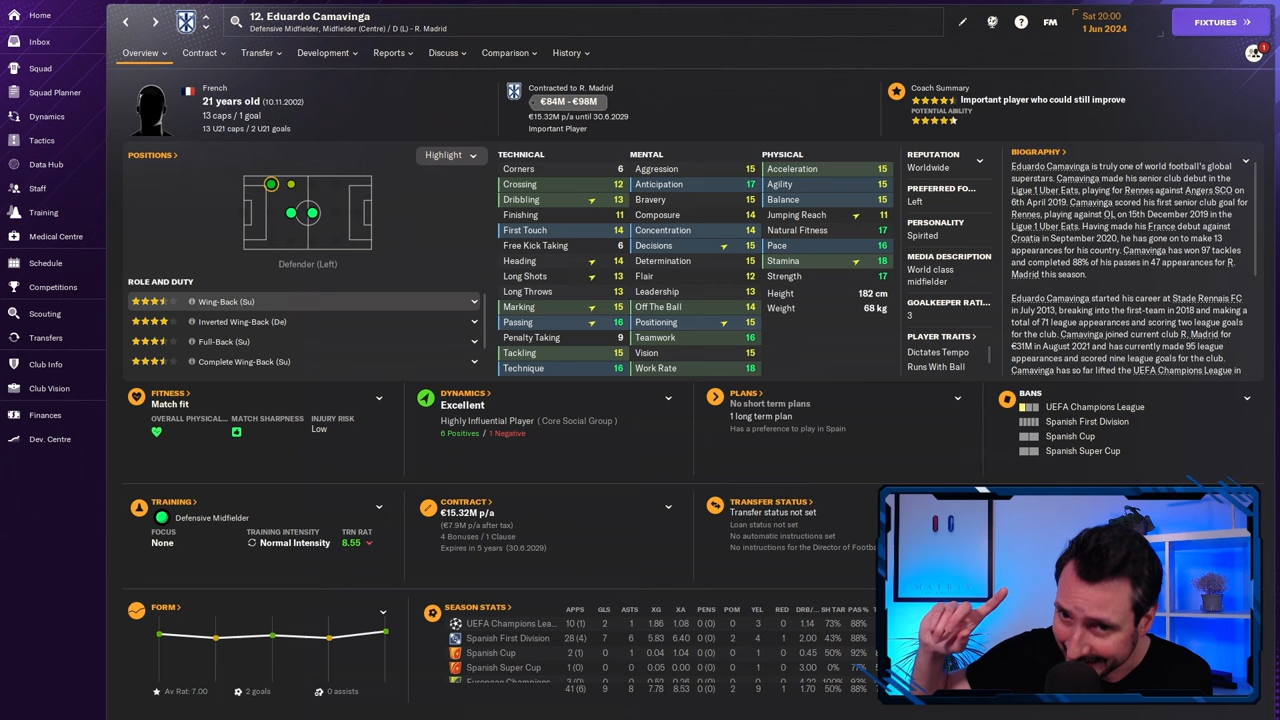 Home
Inbox
Squad
Squad Planner
Dynamics
Tactics
Data Hub
Staff
Training
Medical Centre
Schedule
Competitions
Scouting
Transfers
Club Info
Club Vision
Finances
Dev. Centre
12. Eduardo Camavinga
Defensive Midfielder, Midfielder (Centre) / D (L) - R. Madrid
FM
Sat 20:00
1 Jun 2024
FIXTURES
Overview Contract Transfer Development Reports Discuss Comparison History
1
French
21 years old (10.11.2002)
13 caps / 1 goal
13 U21 caps / 2 U21 goals
Contracted to R. Madrid
€84M - €98M
€15.32M p/a until 30.6.2029
Important Player
Coach Summary
Important player who could still improve
POTENTIAL ABILITY
POSITIONS
Highlight
Defender (Left)
ROLE AND DUTY
Wing-Back (Su)
Inverted Wing-Back (De)
Full-Back (Su)
Complete Wing-Back (Su)
TECHNICAL
Corners 6
Crossing 12
Dribbling 13
Finishing 11
First Touch 14
Free Kick Taking 6
Heading 14
Long Shots 13
Long Throws 13
Marking 15
Passing 16
Penalty Taking 9
Tackling 15
Technique 16
MENTAL
Aggression 15
Anticipation 17
Bravery 15
Composure 14
Concentration 14
Decisions 15
Determination 15
Flair 12
Leadership 13
Off The Ball 14
Positioning 15
Teamwork 16
Vision 15
Work Rate 18
PHYSICAL
Acceleration 15
Agility 15
Balance 15
Jumping Reach 11
Natural Fitness 17
Pace 16
Stamina 18
Strength 17
Height 182 cm
Weight 68 kg
REPUTATION
Worldwide
PREFERRED FO...
Left
PERSONALITY
Spirited
MEDIA DESCRIPTION
World class
midfielder
GOALKEEPER RATI...
3
PLAYER TRAITS
Dictates Tempo
Runs With Ball
BIOGRAPHY
Eduardo Camavinga is truly one of world football's global
superstars. Camavinga made his senior league debut in the
Ligue 1 Uber Eats, playing for Rennes against Angers SCO on
6th April 2019. Camavinga scored his first senior club goal for
Rennes, playing against OL on 15th December 2019 in the
Ligue 1 Uber Eats. Having made his France debut against
Croatia in September 2020, he has gone on to make 13
appearances for his country. Camavinga has won 97 tackles
and completed 88% of his passes in 47 appearances for R.
Madrid this season.
Eduardo Camavinga started his career at Stade Rennais FC
in July 2013, breaking into the first-team in 2018 and making a
total of 71 league appearances and scoring two league goals
for the club. Camavinga joined current club R. Madrid for
€31M in August 2021 and has currently made 95 league
appearances and scored nine league goals for the club.
Camavinga has so far lifted the UEFA Champions League in
FITNESS
Match fit
OVERALL PHYSICAL... MATCH SHARPNESS INJURY RISK
Low
DYNAMICS
Excellent
Highly Influential Player ( Core Social Group )
6 Positives / 1 Negative
PLANS
No short term plans
1 long term plan
Has a preference to play in Spain
BANS
UEFA Champions League
Spanish First Division
Spanish Cup
Spanish Super Cup
TRAINING
Defensive Midfielder
FOCUS TRAINING INTENSITY TRN RAT
None Normal Intensity 8.55
CONTRACT
€15.32M p/a
(€7.9M p/a after tax)
4 Bonuses / 1 Clause
Expires in 5 years (30.6.2029)
TRANSFER STATUS
Transfer status not set
Loan status not set
No automatic instructions set
No instructions for the Director of Footba
FORM
Av Rat: 7.00 2 goals 0 assists
SEASON STATS APPS GLS ASTS XG XA PENS POM YEL RED DRB/... SH TAR PAS%
UEFA Champions Lea... 10 (1) 2 1 1.86 1.08 0 (0) 0 3 0 1.14 73% 88%
Spanish First Division 28 (4) 7 6 5.83 6.40 0 (0) 2 4 1 2.00 40% 88%
Spanish Cup 2 (1) 0 1 0.04 1.04 0 (0) 0 1 0 0.45 50% 92%
Spanish Super Cup 1 (0) 0 0 0.05 0.00 0 (0) 0 1 0 3.00 0% 77%
41 (6) 9 8 7.78 8.53 0 (0) 2 9 1 1.70 50% 88%